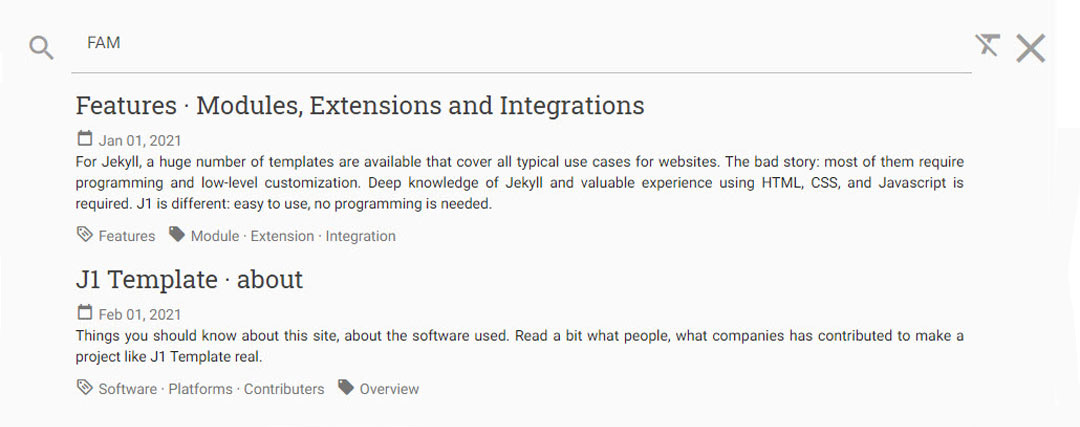 FAM
Features · Modules, Extensions and Integrations
Jan 01, 2021
For Jekyll, a huge number of templates are available that cover all typical use cases for websites. The bad story: most of them require
programming and low-level customization. Deep knowledge of Jekyll and valuable experience using HTML, CSS, and Javascript is
required. J1 is different: easy to use, no programming is needed.
Features Module · Extension · Integration
J1 Template · about
Feb 01, 2021
Things you should know about this site, about the software used. Read a bit what people, what companies has contributed to make a
project like J1 Template real.
Software · Platforms · Contributers Overview